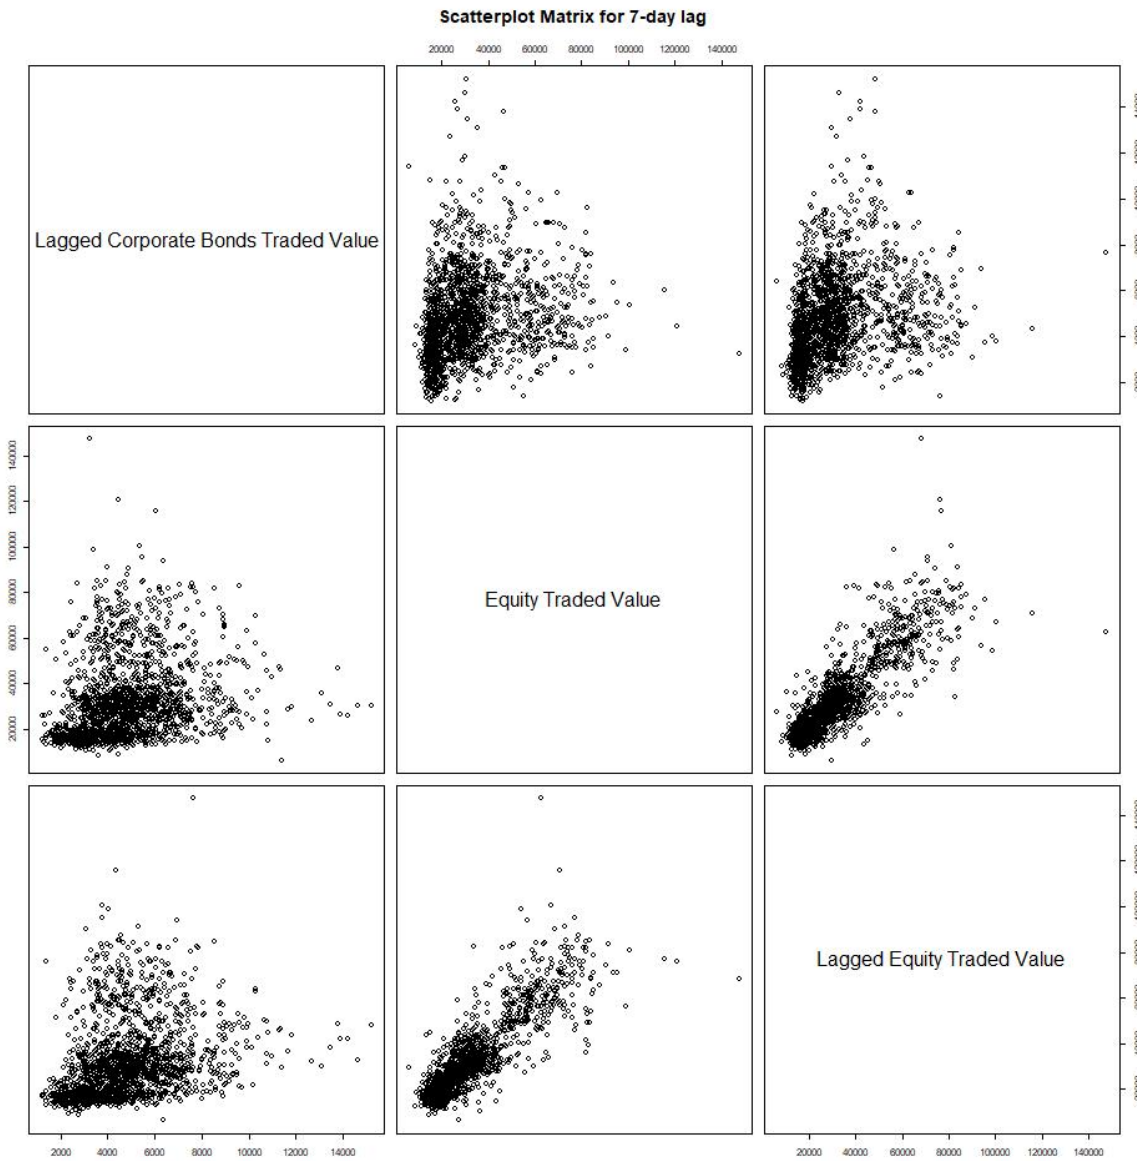 Scatterplot Matrix for 7-day lag
20000 40000 60000 80000 100000 120000 140000
Lagged Corporate Bonds Traded Value
140000
120000
100000
80000
60000
40000
20000
Equity Traded Value
Lagged Equity Traded Value
2000 4000 6000 8000 10000 12000 14000
20000 40000 60000 80000 100000 120000 140000